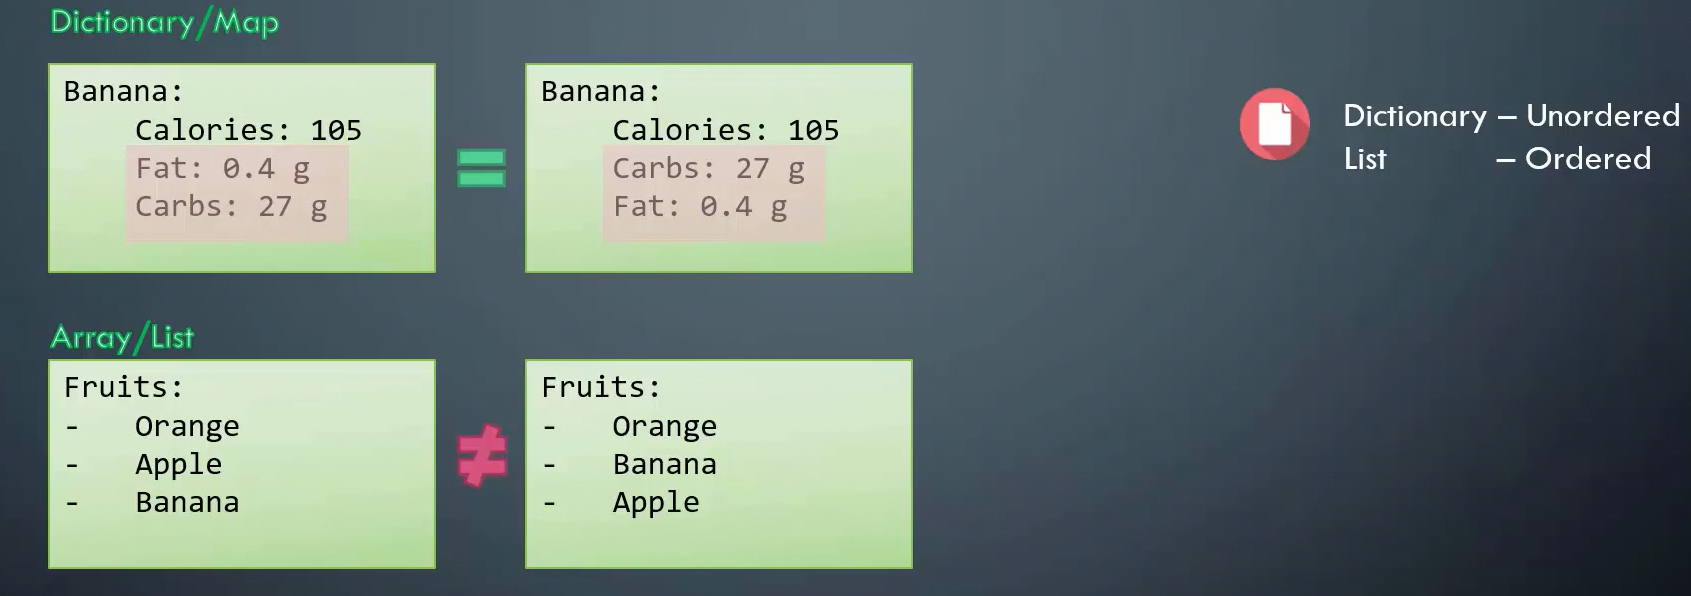 Dictionary/Map
Banana:
Calories: 105
Fat: 0.4 g
Carbs: 27 g
=
Banana:
Calories: 105
Carbs: 27 g
Fat: 0.4 g
Dictionary – Unordered
List – Ordered
Array/List
Fruits:
- Orange
- Apple
- Banana
≠
Fruits:
- Orange
- Banana
- Apple